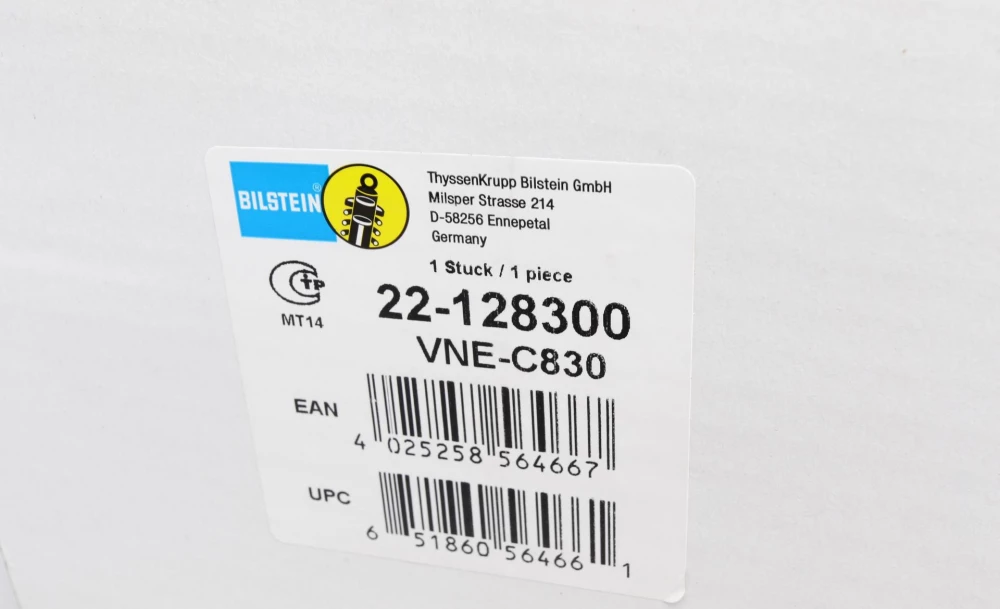 BILSTEIN®
ThyssenKrupp Bilstein GmbH
Milsper Strasse 214
D-58256 Ennepetal
Germany
1 Stuck / 1 piece
22-128300
VNE-C830
MT14
EAN
4 025258 564667
UPC
6 51860 56466 1